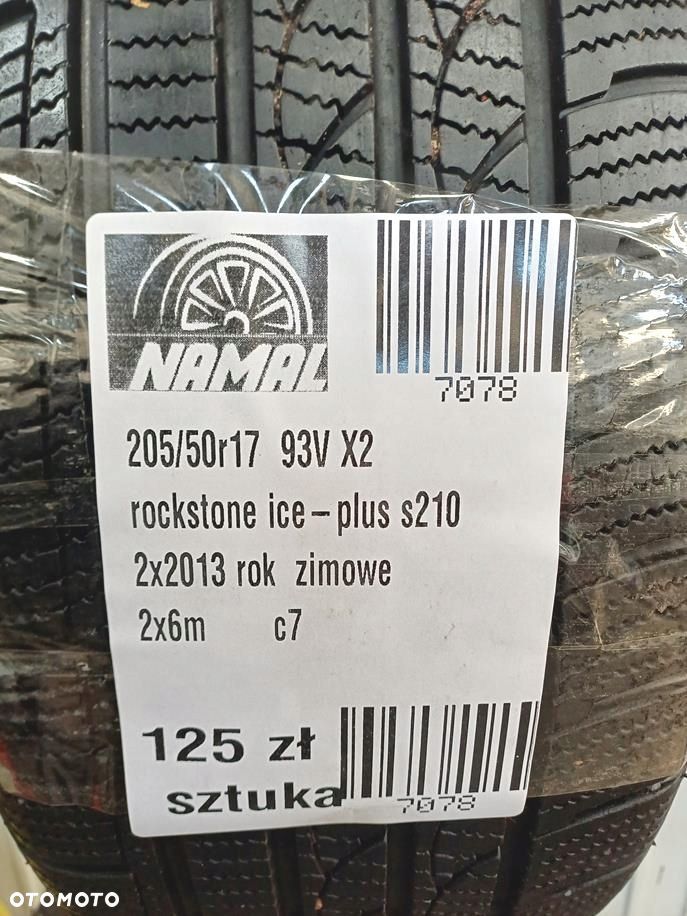 NAMAL
7078
205/50r17 93V X2
rockstone ice-plus s210
2x2013 rok zimowe
2x6m c7
125 zł
sztuka
7078
OTOMOTO